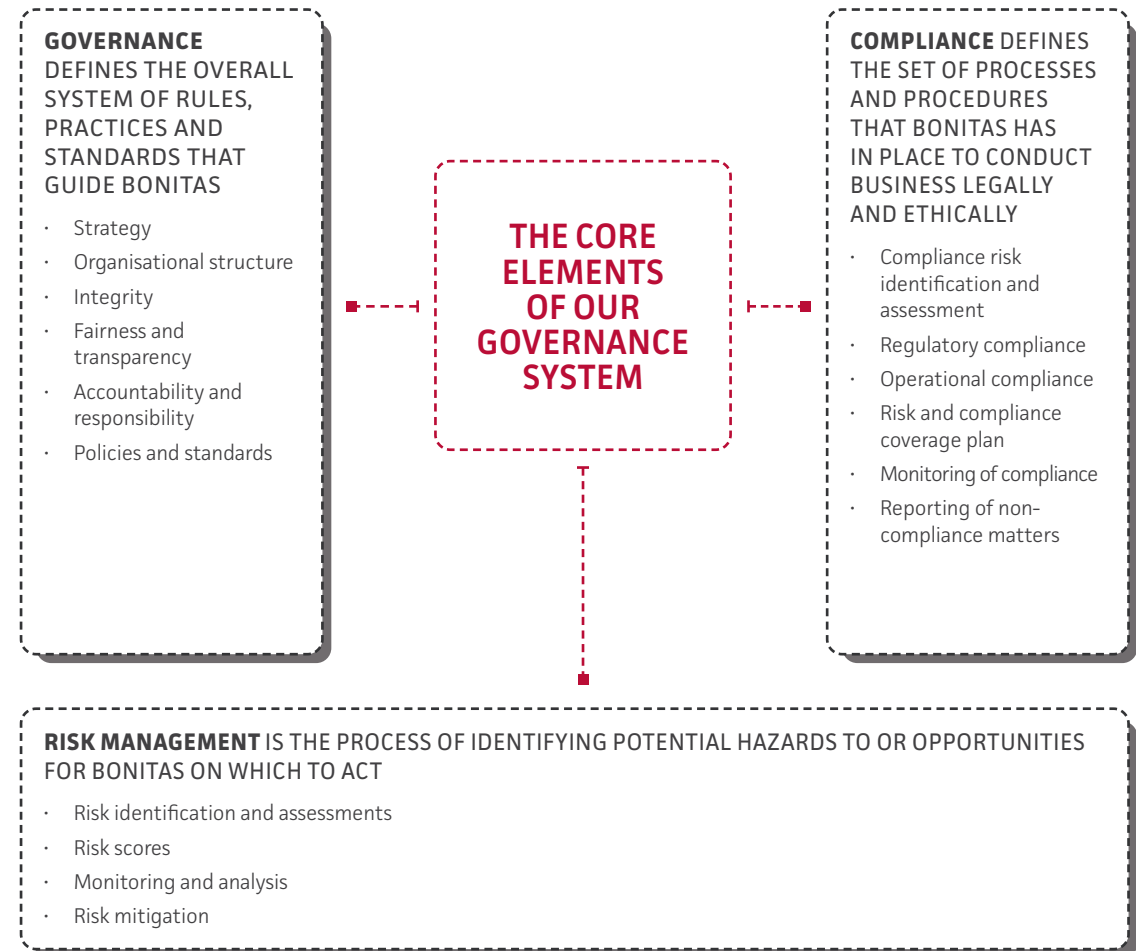 GOVERNANCE
DEFINES THE OVERALL
SYSTEM OF RULES,
PRACTICES AND
STANDARDS THAT
GUIDE BONITAS
· Strategy
· Organisational structure
· Integrity
· Fairness and
transparency
· Accountability and
responsibility
· Policies and standards
THE CORE
ELEMENTS
OF OUR
GOVERNANCE
SYSTEM
COMPLIANCE DEFINES
THE SET OF PROCESSES
AND PROCEDURES
THAT BONITAS HAS
IN PLACE TO CONDUCT
BUSINESS LEGALLY
AND ETHICALLY
· Compliance risk
identification and
assessment
· Regulatory compliance
· Operational compliance
· Risk and compliance
coverage plan
· Monitoring of compliance
· Reporting of non-
compliance matters
RISK MANAGEMENT IS THE PROCESS OF IDENTIFYING POTENTIAL HAZARDS TO OR OPPORTUNITIES
FOR BONITAS ON WHICH TO ACT
· Risk identification and assessments
· Risk scores
· Monitoring and analysis
· Risk mitigation